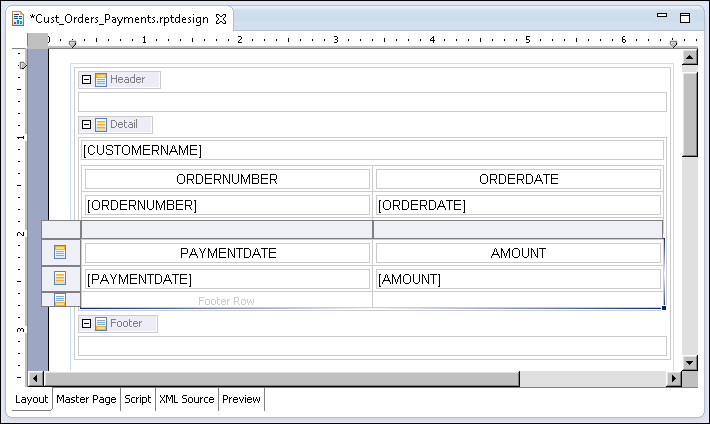 *Cust_Orders_Payments.rptdesign
0 1 2 3 4 5 6
Header
Detail
[CUSTOMERNAME]
1
ORDERNUMBER ORDERDATE
[ORDERNUMBER] [ORDERDATE]
2
PAYMENTDATE AMOUNT
[PAYMENTDATE] [AMOUNT]
Footer Row
Footer
3
Layout Master Page Script XML Source Preview